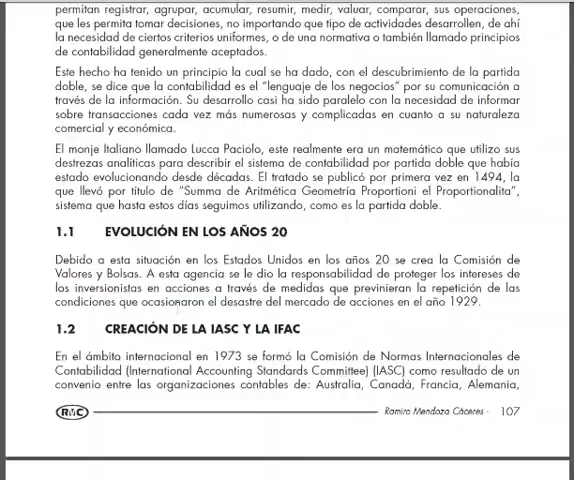 permitan registrar, agrupar, acumular, resumir, medir, valuar, comparar, sus operaciones,
que les permita tomar decisiones, no importando que tipo de actividades desarrollen, de ahí
la necesidad de ciertos criterios uniformes, o de una normativa o también llamado principios
de contabilidad generalmente aceptados.
Este hecho ha tenido un principio la cual se ha dado, con el descubrimiento de la partida
doble, se dice que la contabilidad es el "lenguaje de los negocios" por su comunicación a
través de la información. Su desarrollo casi ha sido paralelo con la necesidad de informar
sobre transacciones cada vez más numerosas y complicadas en cuanto a su naturaleza
comercial y económica.
El monje Italiano llamado Lucca Paciolo, este realmente era un matemático que utilizo sus
destrezas analíticas para describir el sistema de contabilidad por partida doble que había
estado evolucionando desde décadas. El tratado se publicó por primera vez en 1494, la
que llevó por título de "Summa de Aritmética Geometría Proportioni el Proportionalita",
sistema que hasta estos días seguimos utilizando, como es la partida doble.
1.1 EVOLUCIÓN EN LOS AÑOS 20
Debido a esta situación en los Estados Unidos en los años 20 se crea la Comisión de
Valores y Bolsas. A esta agencia se le dio la responsabilidad de proteger los intereses de
los inversionistas en acciones a través de medidas que previnieran la repetición de las
condiciones que ocasionaron el desastre del mercado de acciones en el año 1929.
1.2 CREACIÓN DE LA IASC Y LA IFAC
En el ámbito internacional en 1973 se formó la Comisión de Normas Internacionales de
Contabilidad (International Accounting Standards Committee) (IASC) como resultado de un
convenio entre las organizaciones contables de: Australia, Canadá, Francia, Alemania,
RMC Ramiro Mendoza Cáceres - 107